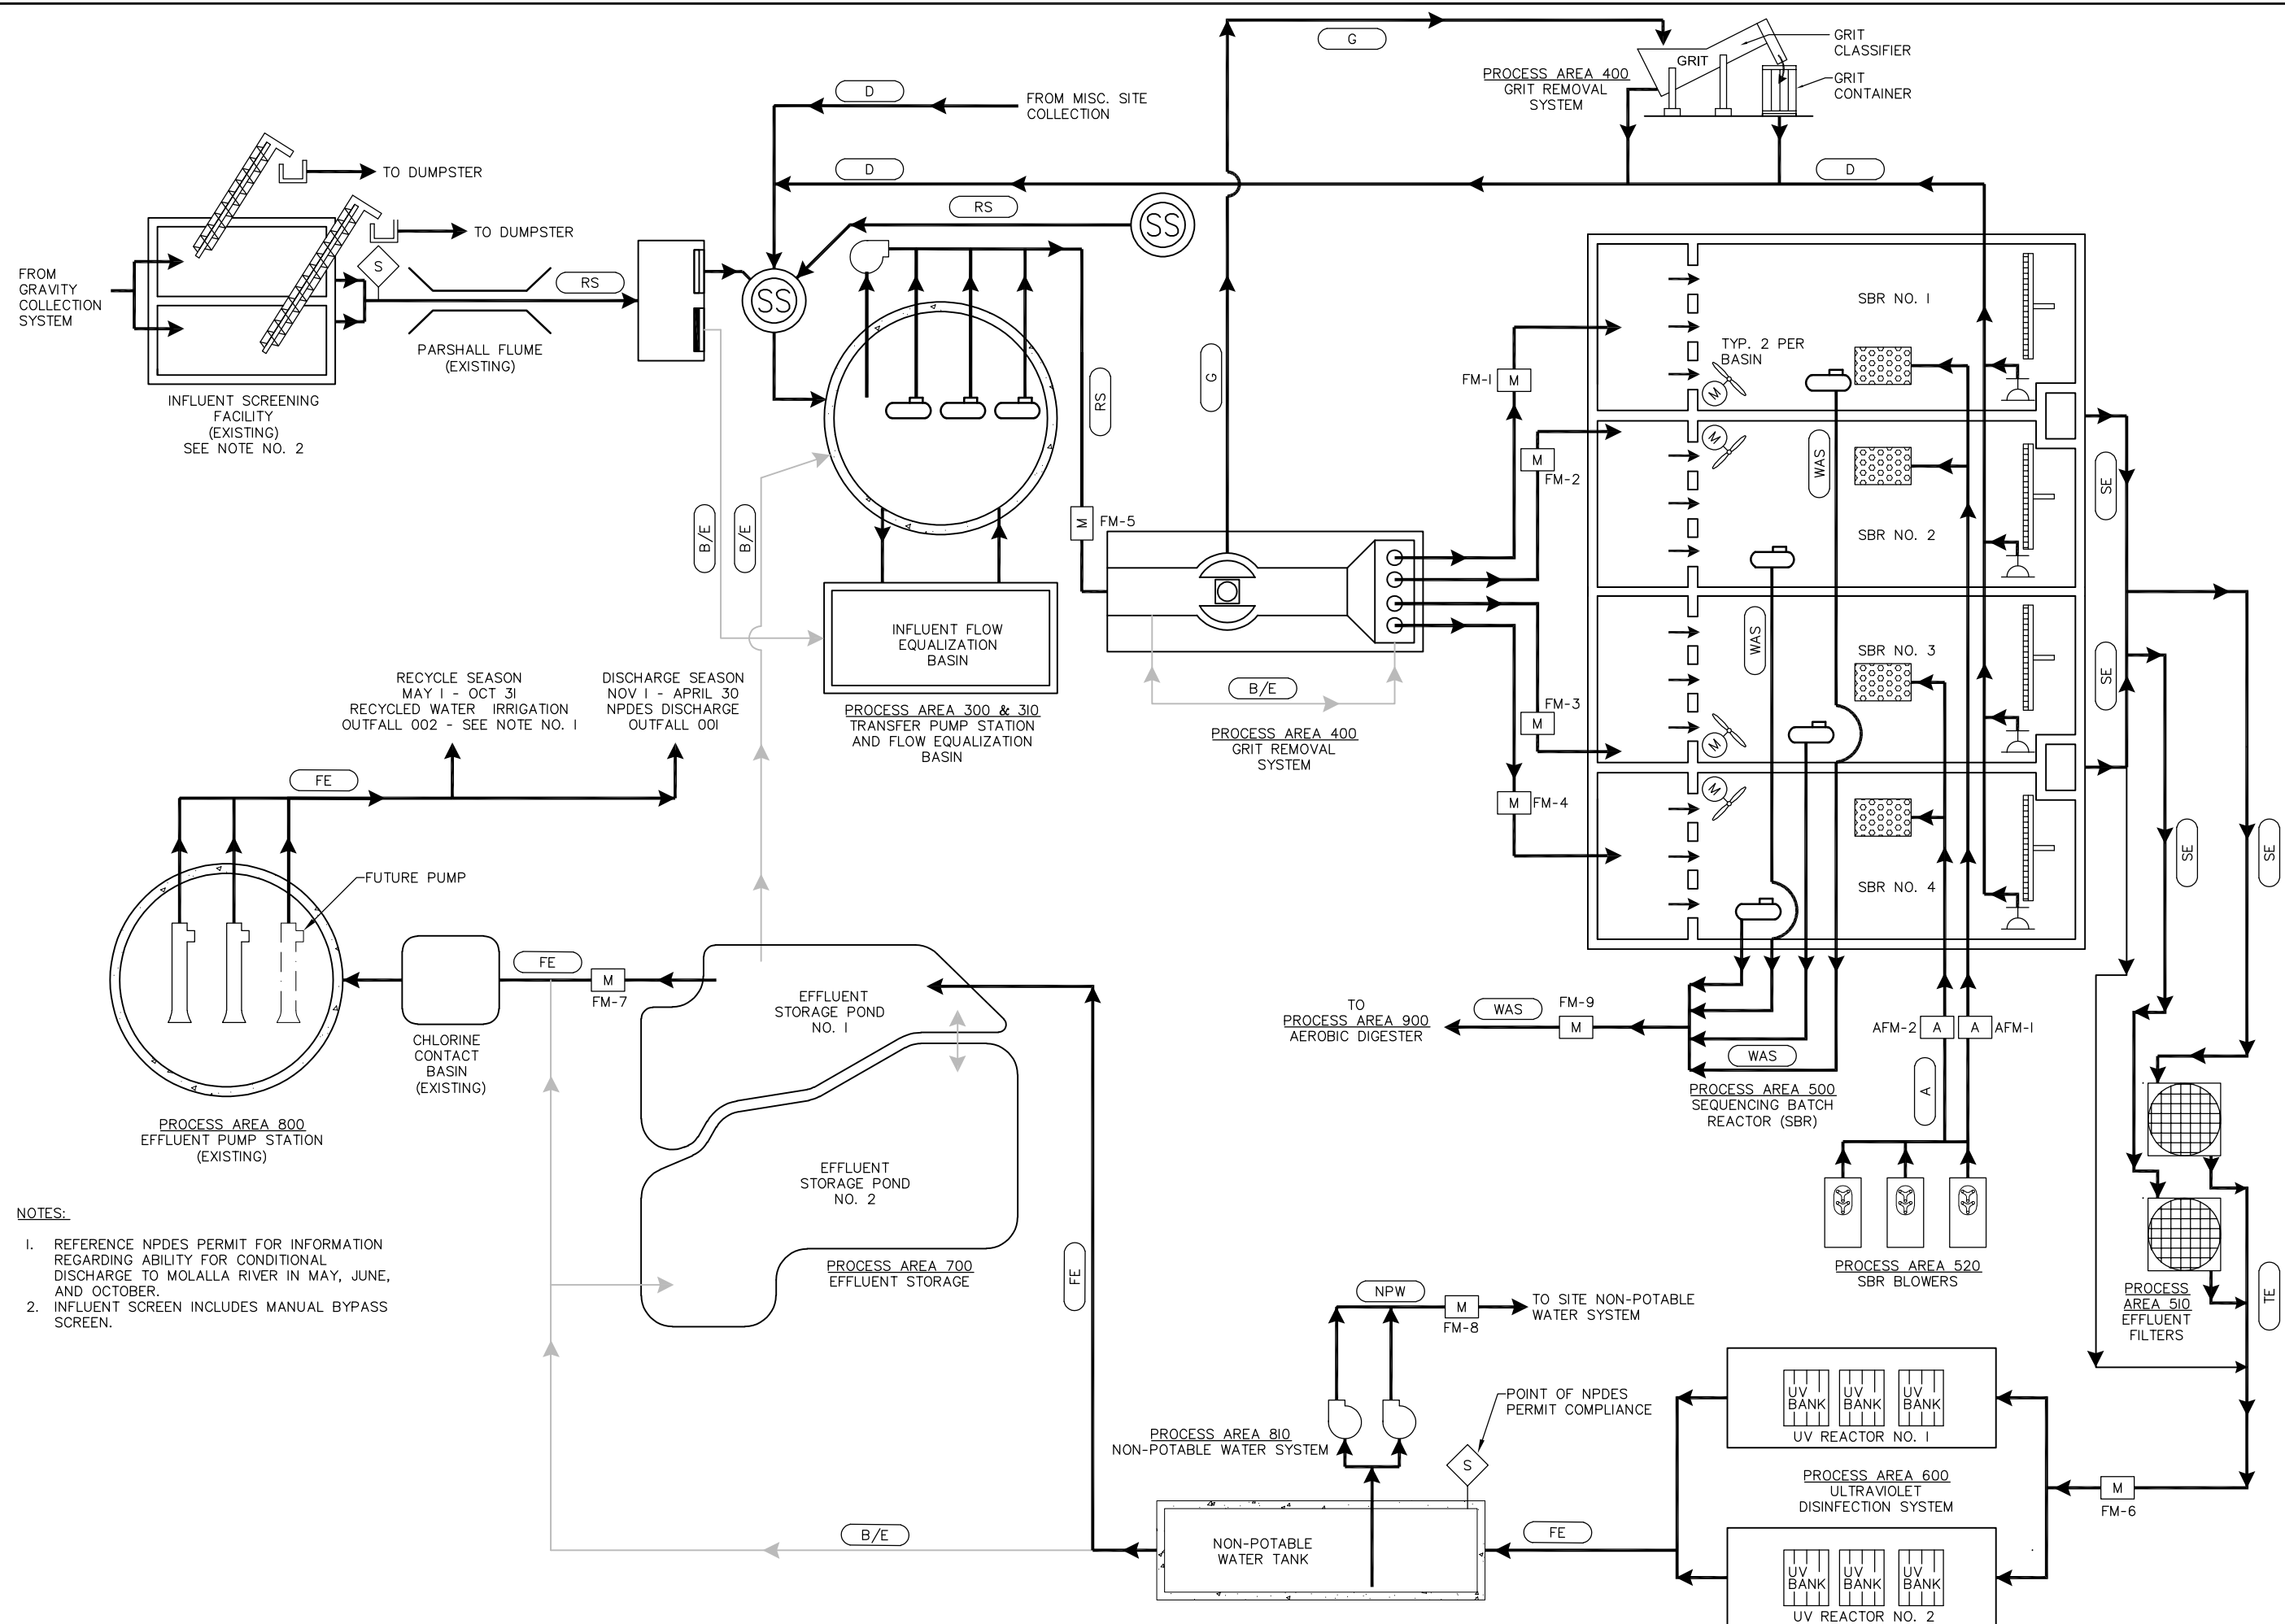 G
GRIT
CLASSIFIER
GRIT
GRIT
CONTAINER
PROCESS AREA 400
GRIT REMOVAL
SYSTEM
D
FROM MISC. SITE
COLLECTION
D
D
TO DUMPSTER
TO DUMPSTER
RS
SS
FROM
GRAVITY
COLLECTION
SYSTEM
S
RS
SS
PARSHALL FLUME
(EXISTING)
INFLUENT SCREENING
FACILITY
(EXISTING)
SEE NOTE NO. 2
RS
G
SBR NO. 1
TYP. 2 PER
BASIN
M
FM-1
M
M
FM-2
M
WAS
SBR NO. 2
SE
B/E
B/E
M
FM-5
INFLUENT FLOW
EQUALIZATION
BASIN
PROCESS AREA 300 & 310
TRANSFER PUMP STATION
AND FLOW EQUALIZATION
BASIN
B/E
PROCESS AREA 400
GRIT REMOVAL
SYSTEM
WAS
SBR NO. 3
SE
FM-3
M
M
M
FM-4
M
SBR NO. 4
SE
SE
RECYCLE SEASON
MAY 1 - OCT 31
RECYCLED WATER IRRIGATION
OUTFALL 002 - SEE NOTE NO. 1
DISCHARGE SEASON
NOV 1 - APRIL 30
NPDES DISCHARGE
OUTFALL 001
FE
FUTURE PUMP
FE
M
FM-7
CHLORINE
CONTACT
BASIN
(EXISTING)
PROCESS AREA 800
EFFLUENT PUMP STATION
(EXISTING)
EFFLUENT
STORAGE POND
NO. 1
EFFLUENT
STORAGE POND
NO. 2
PROCESS AREA 700
EFFLUENT STORAGE
TO
PROCESS AREA 900
AEROBIC DIGESTER
WAS
FM-9
M
WAS
PROCESS AREA 500
SEQUENCING BATCH
REACTOR (SBR)
AFM-2
A
A
AFM-1
A
PROCESS AREA 520
SBR BLOWERS
PROCESS
AREA 510
EFFLUENT
FILTERS
TE
FE
NOTES:
1. REFERENCE NPDES PERMIT FOR INFORMATION
REGARDING ABILITY FOR CONDITIONAL
DISCHARGE TO MOLALLA RIVER IN MAY, JUNE,
AND OCTOBER.
2. INFLUENT SCREEN INCLUDES MANUAL BYPASS
SCREEN.
NPW
M
FM-8
TO SITE NON-POTABLE
WATER SYSTEM
PROCESS AREA 810
NON-POTABLE WATER SYSTEM
POINT OF NPDES
PERMIT COMPLIANCE
S
B/E
NON-POTABLE
WATER TANK
FE
UV
BANK
UV
BANK
UV
BANK
UV REACTOR NO. 1
PROCESS AREA 600
ULTRAVIOLET
DISINFECTION SYSTEM
M
FM-6
UV
BANK
UV
BANK
UV
BANK
UV REACTOR NO. 2